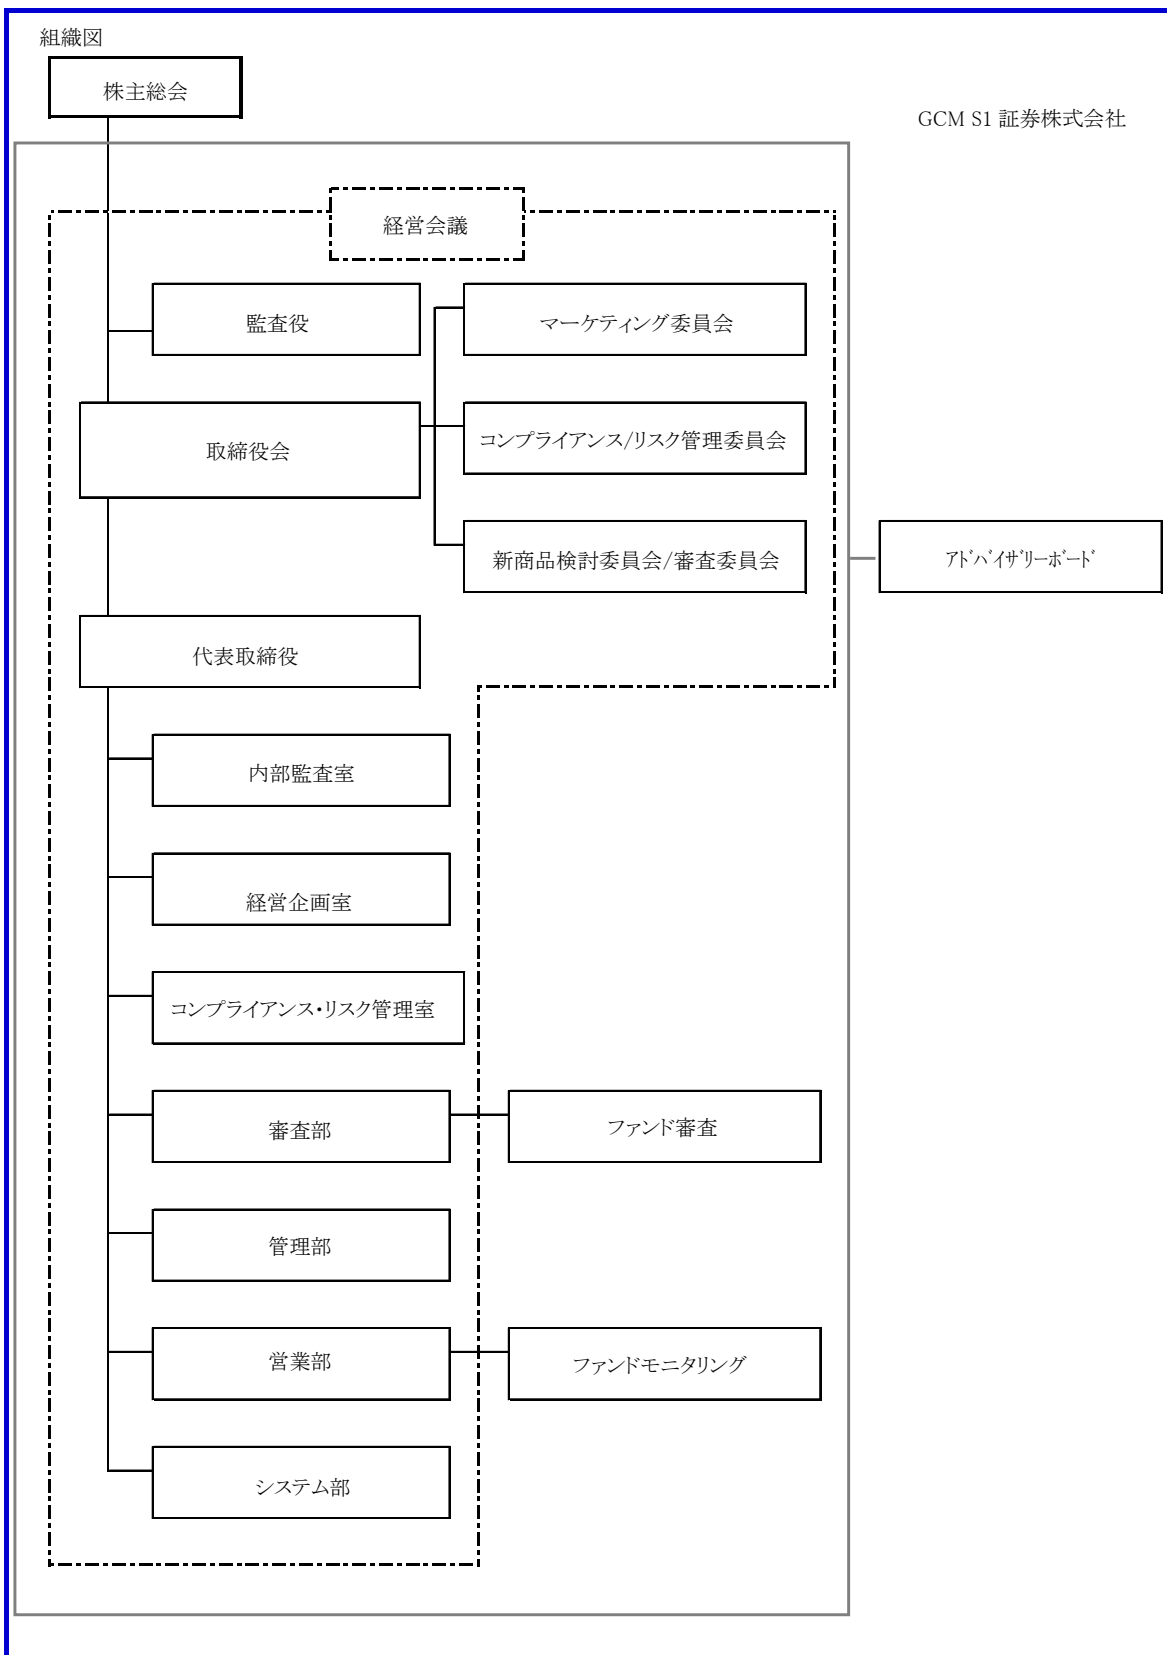 組織図
株主総会
GCM S1 証券株式会社
経営会議
監査役
マーケティング委員会
取締役会
コンプライアンス/リスク管理委員会
新商品検討委員会/審査委員会
ｱﾄﾞﾊﾞｲｻﾞﾘｰﾎﾞｰﾄﾞ
代表取締役
内部監査室
経営企画室
コンプライアンス・リスク管理室
審査部
ファンド審査
管理部
営業部
ファンドモニタリング
システム部